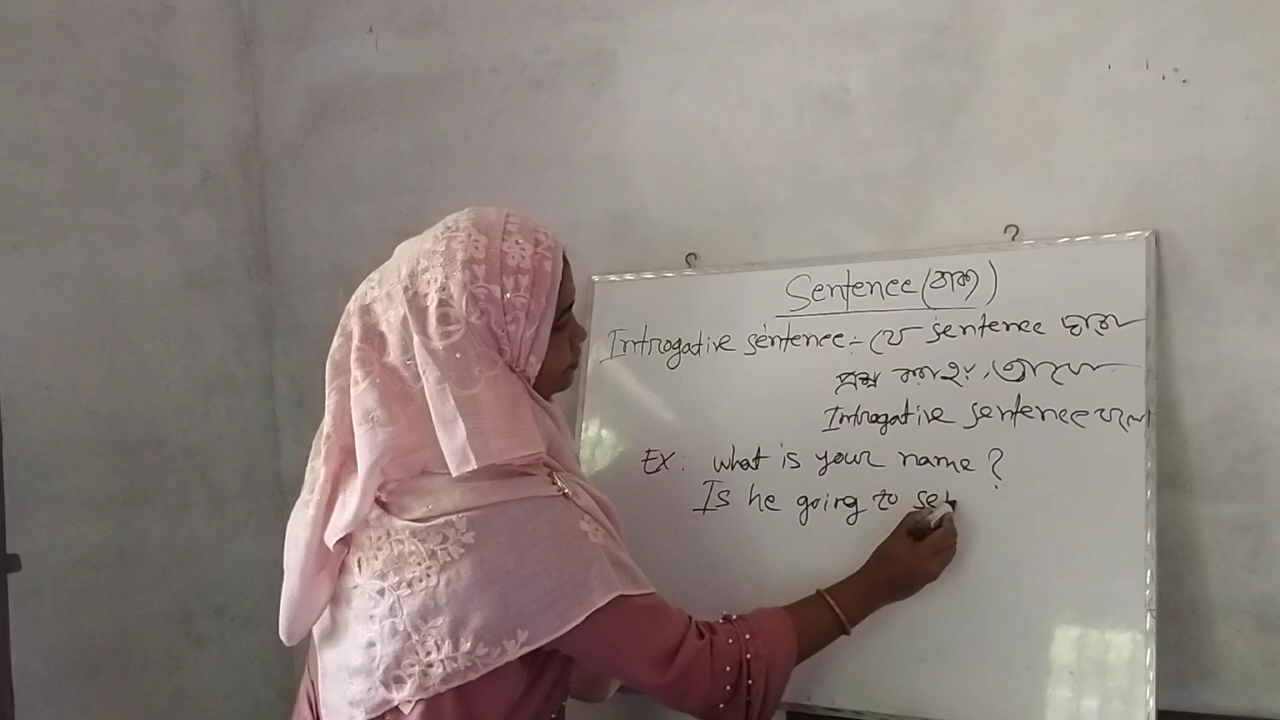 Sentence (বাক্য)
Introgative sentence :- যে sentence দ্বারা
প্রশ্ন করা হয়, তাকে
Introgative sentence বলে
EX: what is your name ?
Is he going to